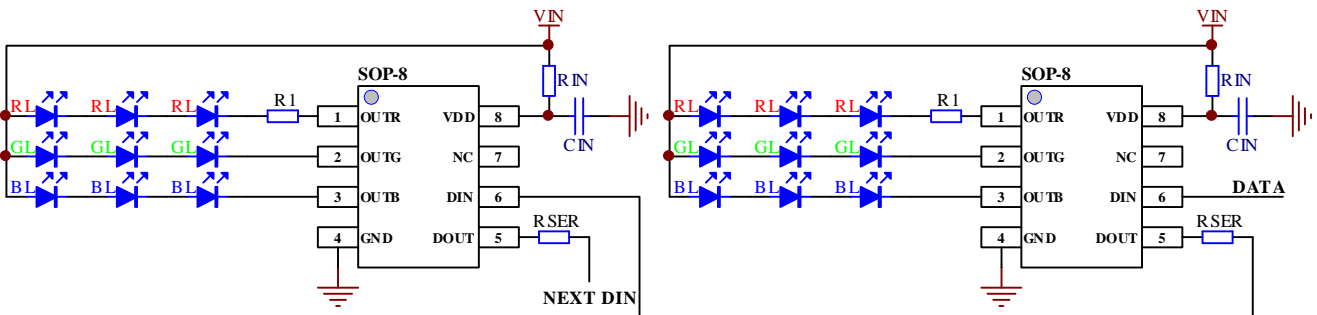 VIN VIN
SOP-8 RIN SOP-8 RIN
RL RL RL R1 1 OUTR VDD 8 RL RL RL R1 1 OUTR VDD 8
CIN CIN
GL GL GL 2 OUTG NC 7 GL GL GL 2 OUTG NC 7
BL BL BL 3 OUTB DIN 6 BL BL BL 3 OUTB DIN 6 DATA
RSER RSER
4 GND DOUT 5 4 GND DOUT 5
NEXT DIN